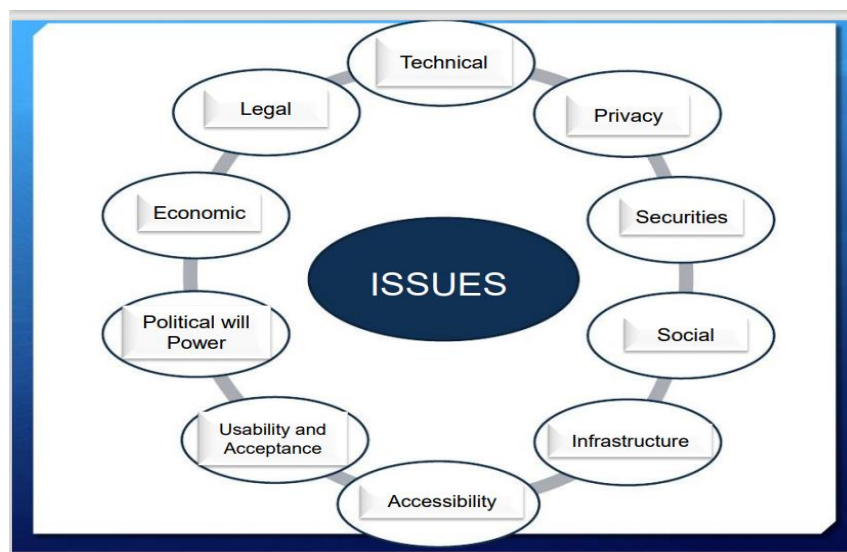 Technical
Privacy
Securities
Social
Infrastructure
Accessibility
Usability and
Acceptance
Political will
Power
Economic
Legal
ISSUES